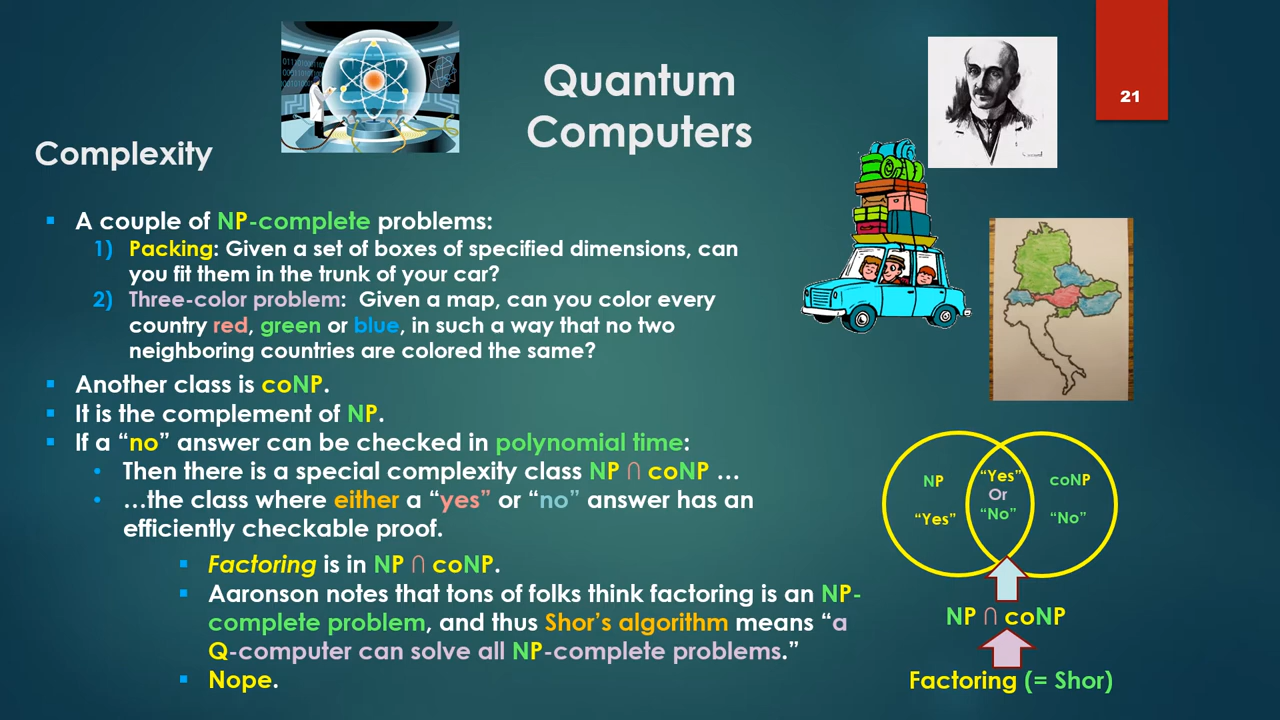 Quantum
Computers
21
Complexity
A couple of NP-complete problems:
1) Packing: Given a set of boxes of specified dimensions, can
you fit them in the trunk of your car?
2) Three-color problem: Given a map, can you color every
country red, green or blue, in such a way that no two
neighboring countries are colored the same?
Another class is coNP.
It is the complement of NP.
If a “no” answer can be checked in polynomial time:
Then there is a special complexity class NP ∩ coNP …
…the class where either a “yes” or “no” answer has an
efficiently checkable proof.
Factoring is in NP ∩ coNP.
Aaronson notes that tons of folks think factoring is an NP-
complete problem, and thus Shor’s algorithm means “a
Q-computer can solve all NP-complete problems.”
Nope.
NP
“Yes”
“Yes”
Or
“No”
coNP
“No”
NP ∩ coNP
Factoring (= Shor)